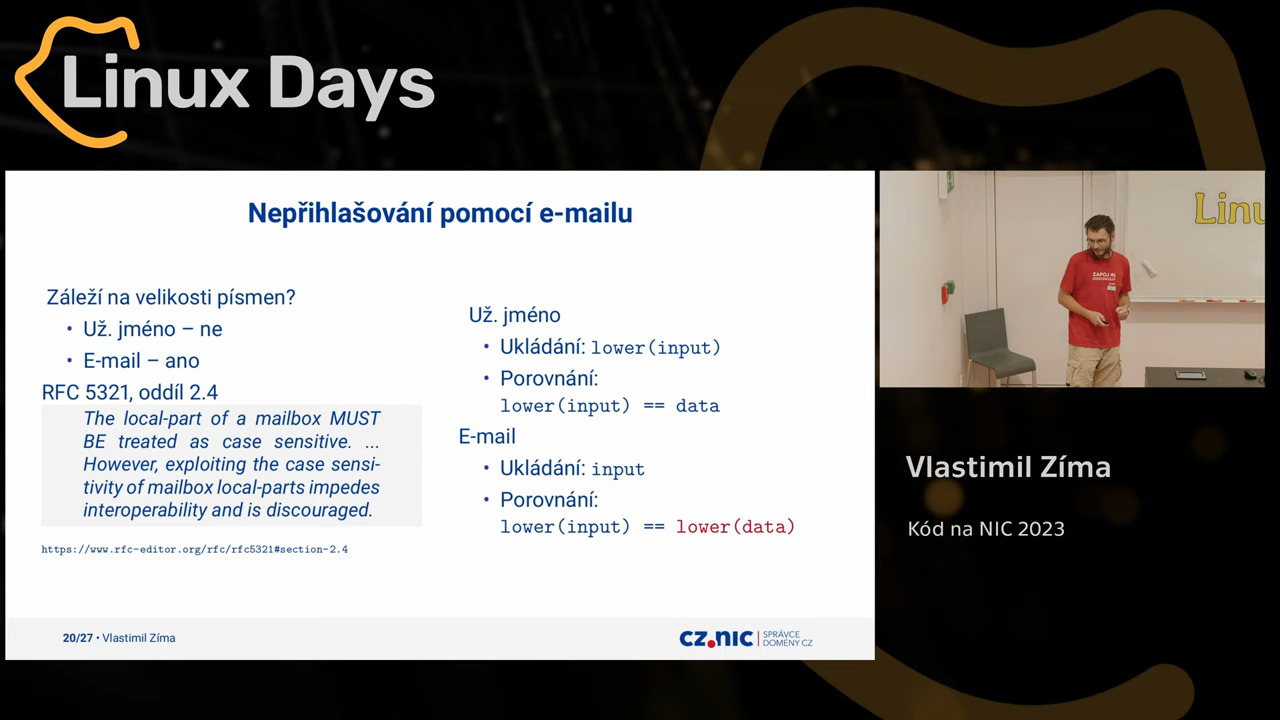 Linux Days
Nepřihlašování pomocí e-mailu
Záleží na velikosti písmen?
• Už. jméno – ne
• E-mail – ano
RFC 5321, oddíl 2.4
The local-part of a mailbox MUST
BE treated as case sensitive. ...
However, exploiting the case sensi-
tivity of mailbox local-parts impedes
interoperability and is discouraged.
https://www.rfc-editor.org/rfc/rfc5321#section-2.4
Už. jméno
• Ukládání: lower(input)
• Porovnání:
lower(input) == data
E-mail
• Ukládání: input
• Porovnání:
lower(input) == lower(data)
20/27 • Vlastimil Zíma
CZ.NIC
SPRÁVCE
DOMÉNY CZ
Linu
ZAPOJ
Vlastimil Zíma
Kód na NIC 2023